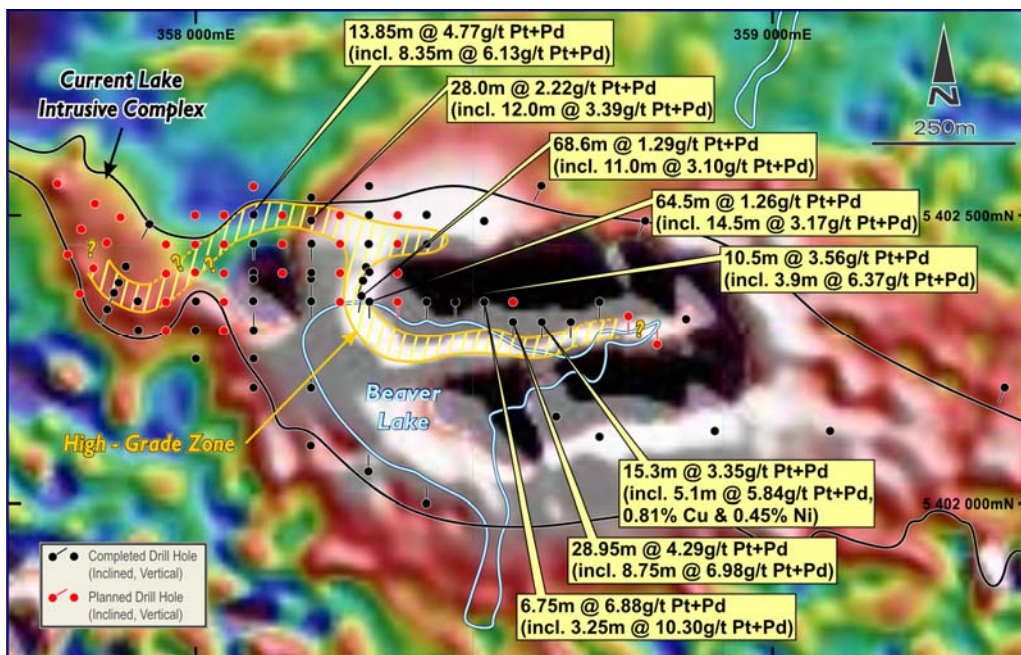 358 000mE
359 000mE
13.85m @ 4.77g/t Pt+Pd
(incl. 8.35m @ 6.13g/t Pt+Pd)
Current Lake
Intrusive Complex
28.0m @ 2.22g/t Pt+Pd
(incl. 12.0m @ 3.39g/t Pt+Pd)
N
250m
68.6m @ 1.29g/t Pt+Pd
(incl. 11.0m @ 3.10g/t Pt+Pd)
64.5m @ 1.26g/t Pt+Pd
(incl. 14.5m @ 3.17g/t Pt+Pd)
5 402 500mN
10.5m @ 3.56g/t Pt+Pd
(incl. 3.9m @ 6.37g/t Pt+Pd)
?
?
?
?
Beaver
Lake
High - Grade Zone
15.3m @ 3.35g/t Pt+Pd
(incl. 5.1m @ 5.84g/t Pt+Pd,
0.81% Cu & 0.45% Ni)
5 402 000mN
28.95m @ 4.29g/t Pt+Pd
(incl. 8.75m @ 6.98g/t Pt+Pd)
6.75m @ 6.88g/t Pt+Pd
(incl. 3.25m @ 10.30g/t Pt+Pd)
Completed Drill Hole
(Inclined, Vertical)
Planned Drill Hole
(Inclined, Vertical)